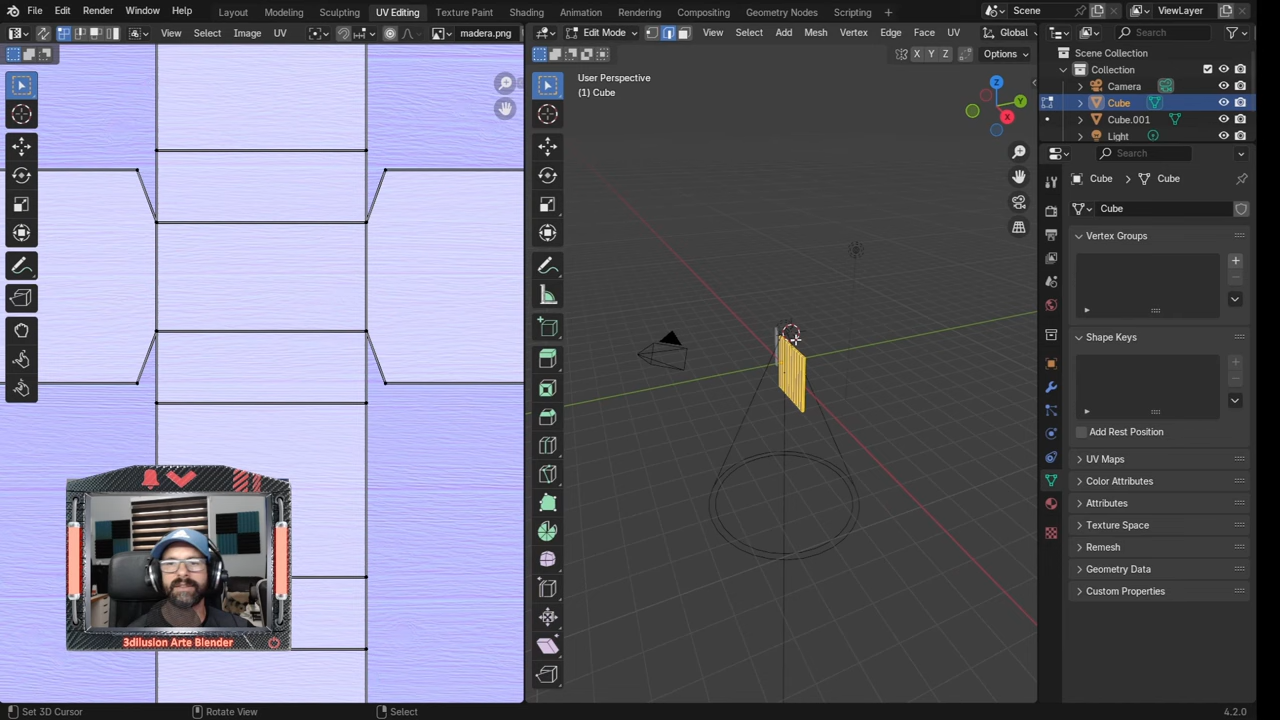 File Edit Render Window Help Layout Modeling Sculpting UV Editing Texture Paint Shading Animation Rendering Compositing Geometry Nodes Scripting + Scene ViewLayer
View Select Image UV madera.png Edit Mode View Select Add Mesh Vertex Edge Face UV Global Search
X Y Z Options
Scene Collection
Collection
Camera
Cube
Cube.001
Light
User Perspective
(1) Cube
Z
Y
X
Search
Cube Cube
Cube
Vertex Groups
Shape Keys
Add Rest Position
UV Maps
Color Attributes
Attributes
Texture Space
Remesh
Geometry Data
Custom Properties
3dilusion Arte Blender
Set 3D Cursor Rotate View Select 4.2.0